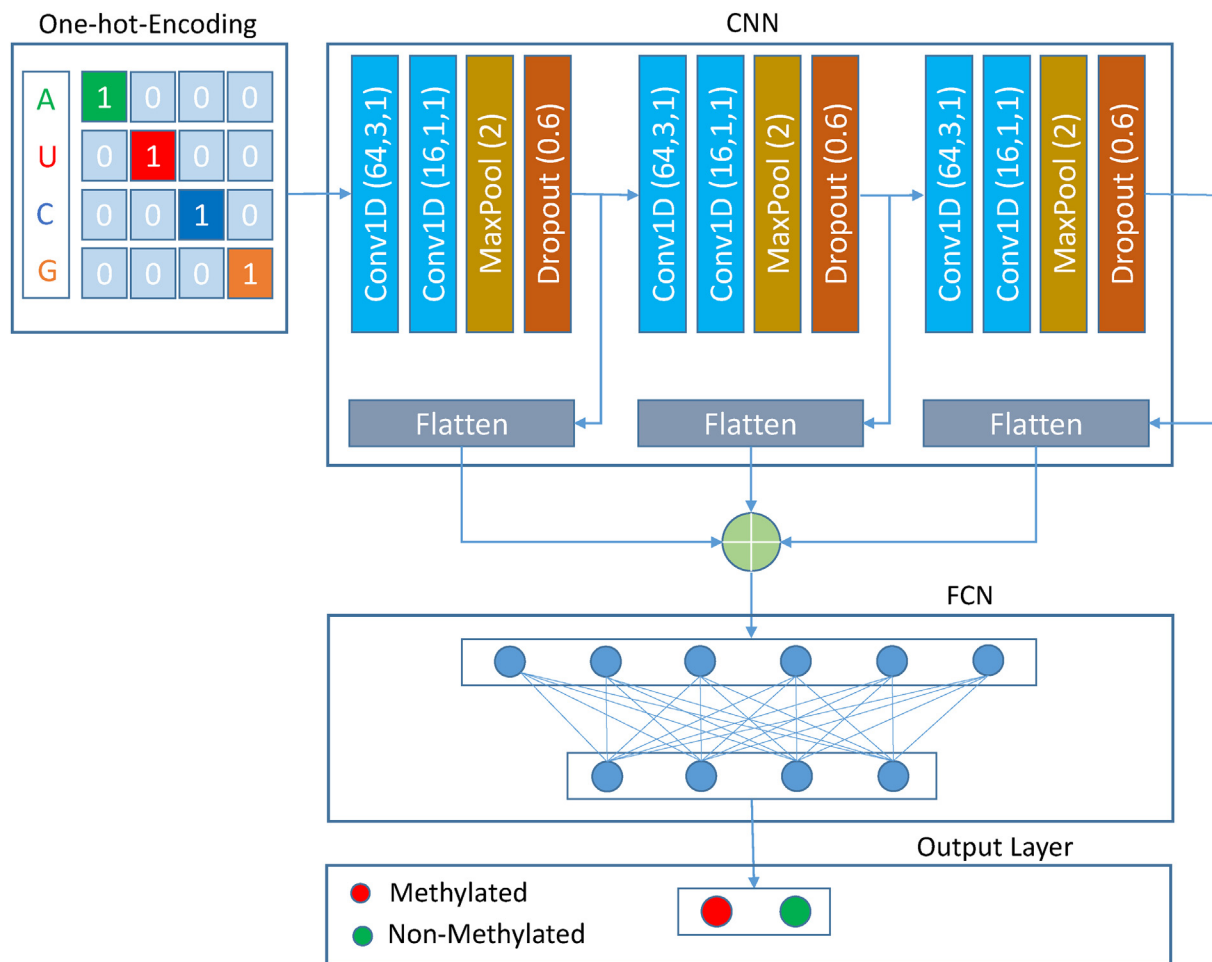 One-hot-Encoding
CNN
A 1 0 0 0
U 0 1 0 0
C 0 0 1 0
G 0 0 0 1
Conv1D (64,3,1)
Conv1D (16,1,1)
MaxPool (2)
Dropout (0.6)
Conv1D (64,3,1)
Conv1D (16,1,1)
MaxPool (2)
Dropout (0.6)
Conv1D (64,3,1)
Conv1D (16,1,1)
MaxPool (2)
Dropout (0.6)
Flatten
Flatten
Flatten
FCN
Output Layer
Methylated
Non-Methylated